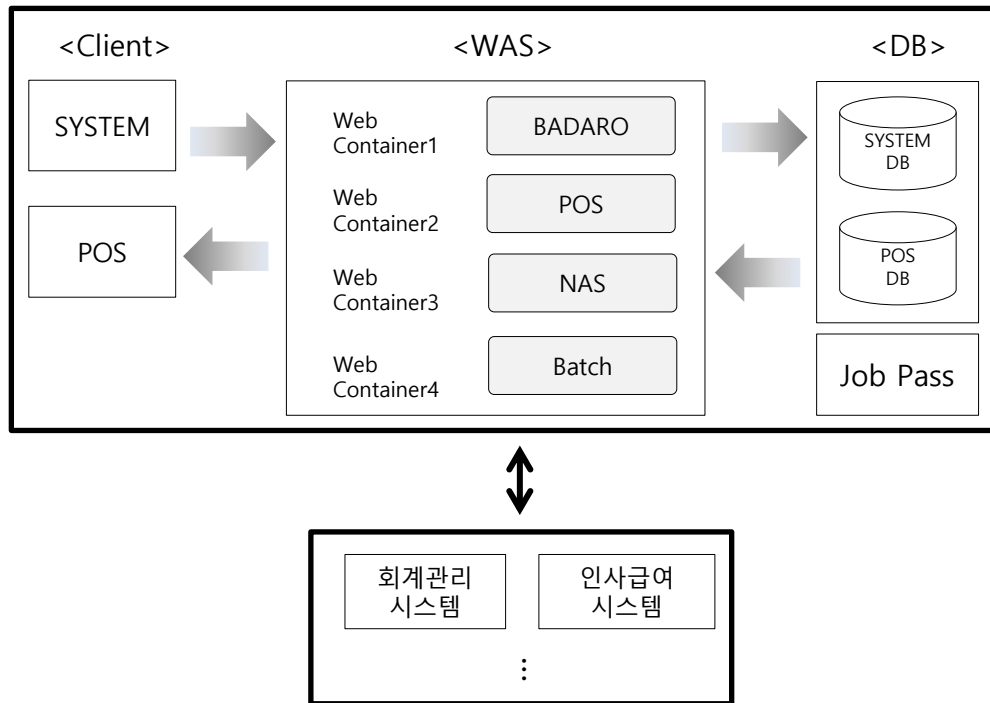 <Client>
<WAS>
<DB>
SYSTEM
POS
Web
Container1
BADARO
Web
Container2
POS
Web
Container3
NAS
Web
Container4
Batch
SYSTEM
DB
POS
DB
Job Pass
회계관리
시스템
인사급여
시스템
...